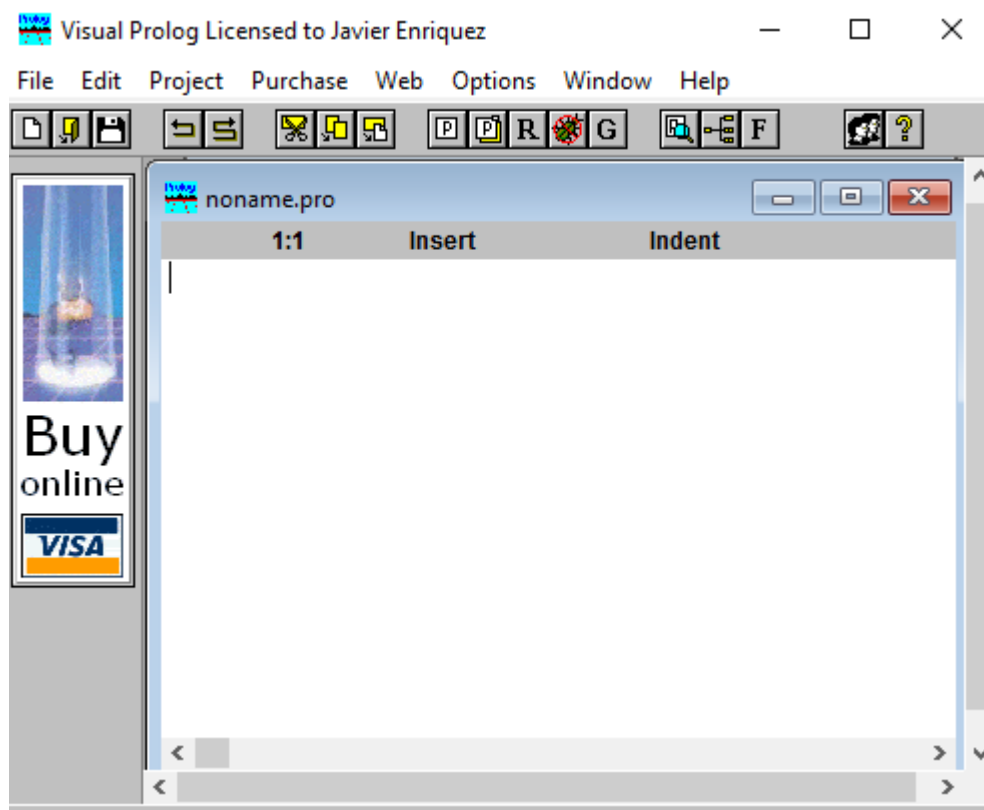 Visual Prolog Licensed to Javier Enriquez
File Edit Project Purchase Web Options Window Help
P P R G F ?
noname.pro
1:1 Insert Indent
Buy
online
VISA